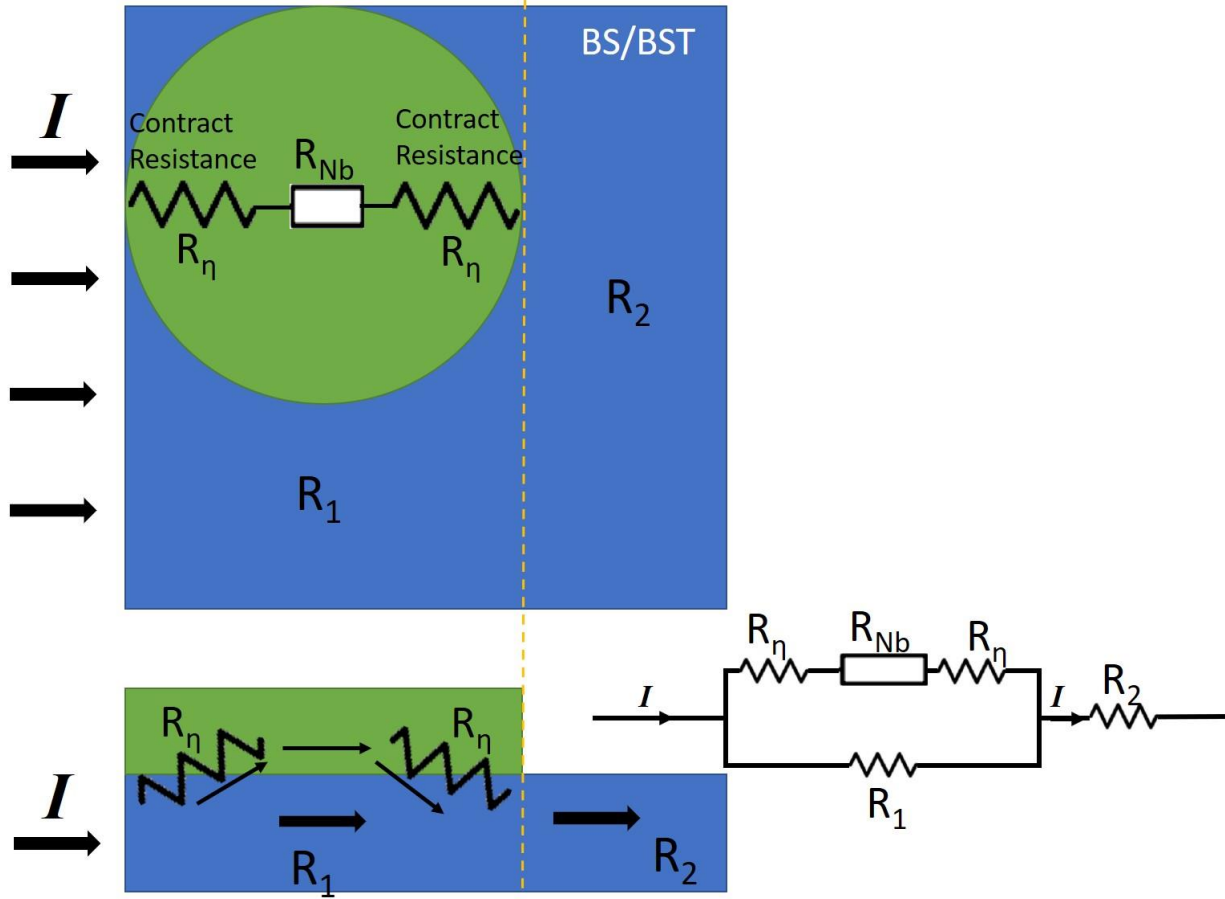 BS/BST
I
Contract
Resistance
R_Nb
Contract
Resistance
R_η
R_η
R_2
R_1
R_η
R_Nb
R_η
I
I
R_2
R_1
R_η
R_η
I
R_1
R_2